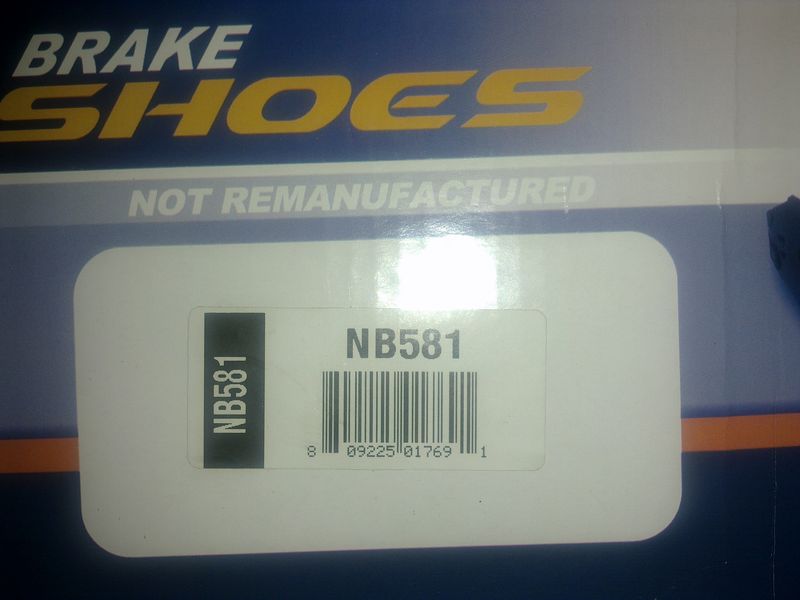 BRAKE
SHOES
NOT REMANUFACTURED
NB581
NB581
8 09225 01769 1